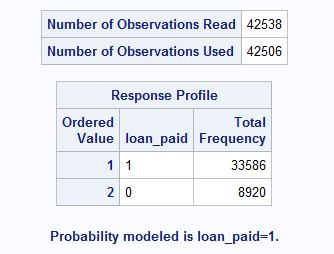 Number of Observations Read 42538
Number of Observations Used 42506
Response Profile
Ordered Value loan_paid Total Frequency
1 1 33586
2 0 8920
Probability modeled is loan_paid=1.